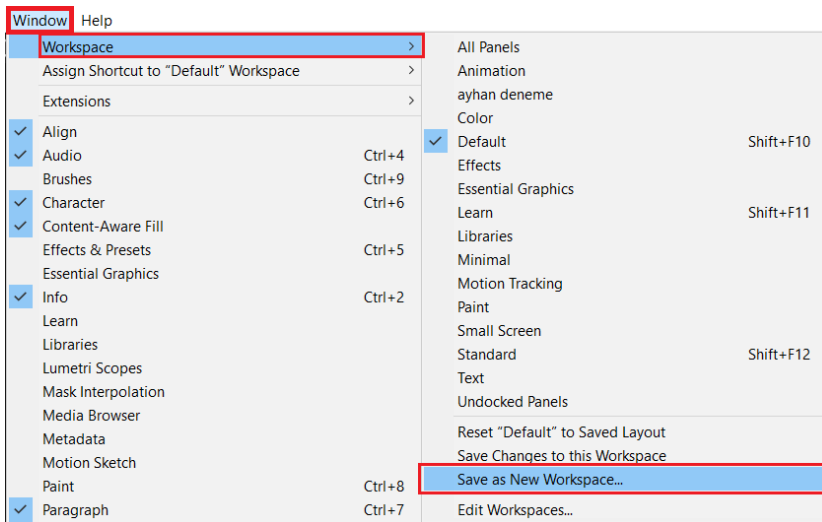 Window Help
Workspace >
Assign Shortcut to “Default” Workspace >
Extensions >
Align
Audio Ctrl+4
Brushes Ctrl+9
Character Ctrl+6
Content-Aware Fill
Effects & Presets Ctrl+5
Essential Graphics
Info Ctrl+2
Learn
Libraries
Lumetri Scopes
Mask Interpolation
Media Browser
Metadata
Motion Sketch
Paint Ctrl+8
Paragraph Ctrl+7
All Panels
Animation
ayhan deneme
Color
Default Shift+F10
Effects
Essential Graphics
Learn Shift+F11
Libraries
Minimal
Motion Tracking
Paint
Small Screen
Standard Shift+F12
Text
Undocked Panels
Reset “Default” to Saved Layout
Save Changes to this Workspace
Save as New Workspace...
Edit Workspaces...